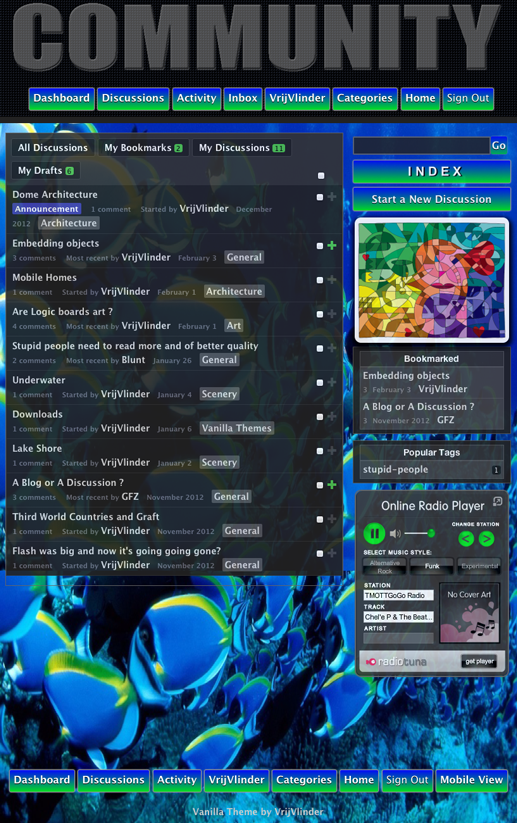 COMMUNITY
Dashboard Discussions Activity Inbox VrijVlinder Categories Home Sign Out
All Discussions My Bookmarks 2 My Discussions 11
My Drafts 6
Dome Architecture
Announcement 1 comment Started by VrijVlinder December
2012 Architecture
Embedding objects
3 comments Most recent by VrijVlinder February 3 General
Mobile Homes
1 comment Started by VrijVlinder February 1 Architecture
Are Logic boards art ?
4 comments Most recent by VrijVlinder February 1 Art
Stupid people need to read more and of better quality
2 comments Most recent by Blunt January 26 General
Underwater
1 comment Started by VrijVlinder January 4 Scenery
Downloads
1 comment Started by VrijVlinder January 6 Vanilla Themes
Lake Shore
1 comment Started by VrijVlinder January 2 Scenery
A Blog or A Discussion ?
3 comments Most recent by GFZ November 2012 General
Third World Countries and Graft
1 comment Started by VrijVlinder November 2012 General
Flash was big and now it's going going gone?
1 comment Started by VrijVlinder November 2012 General
Go
INDEX
Start a New Discussion
Bookmarked
Embedding objects
3 February 3 VrijVlinder
A Blog or A Discussion ?
3 November 2012 GFZ
Popular Tags
stupid-people 1
Online Radio Player
CHANGE STATION
SELECT MUSIC STYLE:
Alternative Rock Funk Experimental
STATION
TMOTTGoGo Radio
TRACK
Chel'e P & The Beat...
ARTIST
No Cover Art
radiotuna get player
Dashboard Discussions Activity VrijVlinder Categories Home Sign Out Mobile View
Vanilla Theme by VrijVlinder